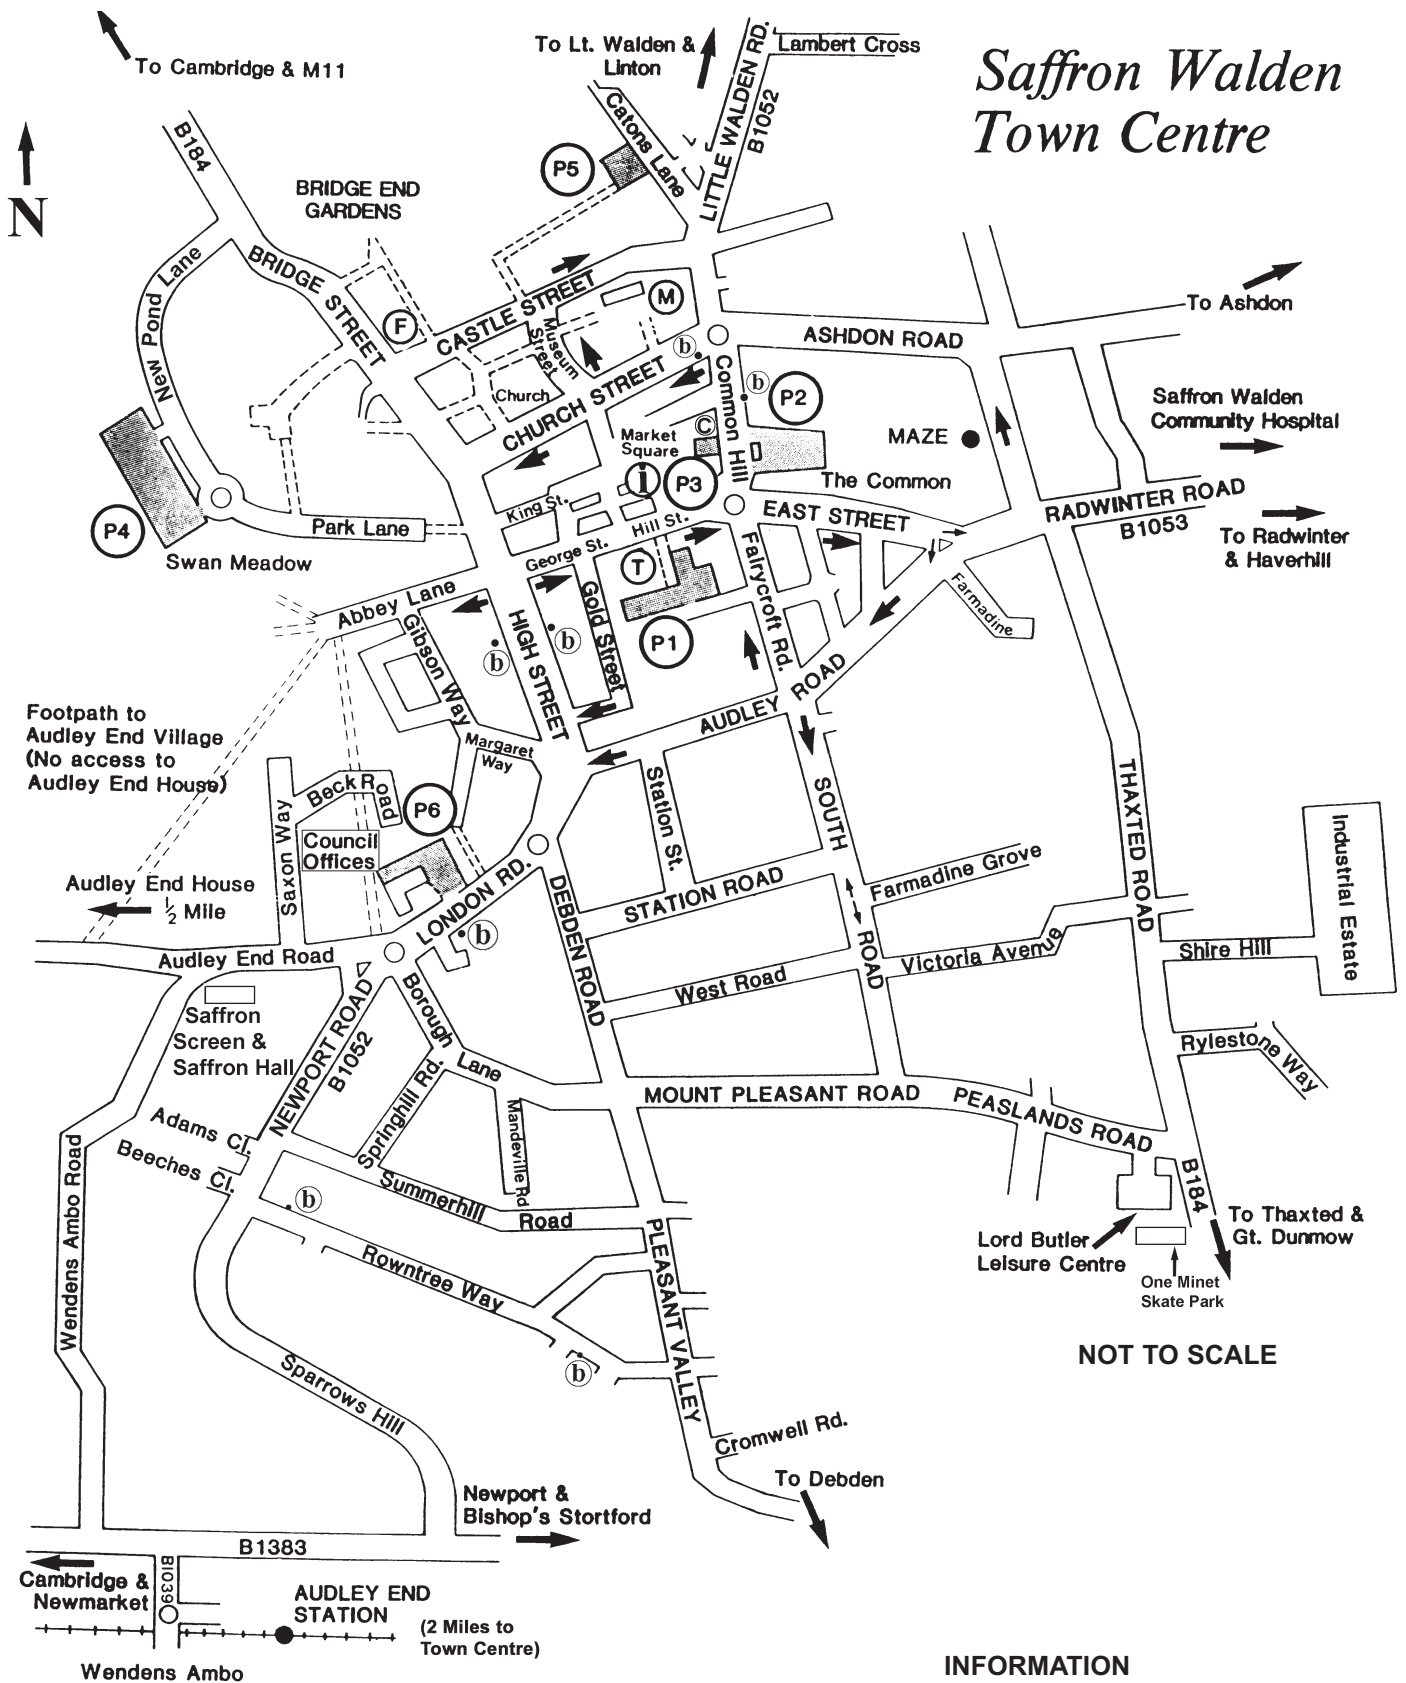 Saffron Walden
Town Centre
To Cambridge & M11
To Lt. Walden &
Linton
LITTLE WALDEN RD.
B1052
Lambert Cross
Catons Lane
P5
B184
N
BRIDGE END
GARDENS
New Pond Lane
BRIDGE STREET
F
CASTLE STREET
M
Museum
Street
Church
CHURCH STREET
b
b
ASHDON ROAD
To Ashdon
Common Hill
P2
C
Market
Square
i
P3
MAZE
The Common
Saffron Walden
Community Hospital
RADWINTER ROAD
B1053
To Radwinter
& Haverhill
P4
Park Lane
Swan Meadow
King St.
Hill St.
George St.
T
EAST STREET
Fairycroft Rd.
Farmadine
Abbey Lane
Gibson Way
HIGH STREET
b
b
Gold Street
P1
AUDLEY ROAD
Footpath to
Audley End Village
(No access to
Audley End House)
Margaret
Way
Beck Road
P6
Saxon Way
Council
Offices
Station St.
SOUTH ROAD
THAXTED ROAD
Industrial Estate
Audley End House
½ Mile
LONDON RD.
b
DEBDEN ROAD
STATION ROAD
Farmadine Grove
Victoria Avenue
Shire Hill
Audley End Road
West Road
Saffron
Screen &
Saffron Hall
NEWPORT ROAD
B1052
Borough Lane
Rylestone Way
MOUNT PLEASANT ROAD
PEASLANDS ROAD
Springhill Rd.
Mandeville Rd
Adams Cl.
Beeches Cl.
Summerhill Road
b
B184
To Thaxted &
Gt. Dunmow
Lord Butler
Leisure Centre
One Minet
Skate Park
Wendens Ambo Road
Rowntree Way
PLEASANT VALLEY
b
NOT TO SCALE
Sparrows Hill
Cromwell Rd.
To Debden
Newport &
Bishop's Stortford
B1383
Cambridge &
Newmarket
B1039
AUDLEY END
STATION
(2 Miles to
Town Centre)
Wendens Ambo
INFORMATION